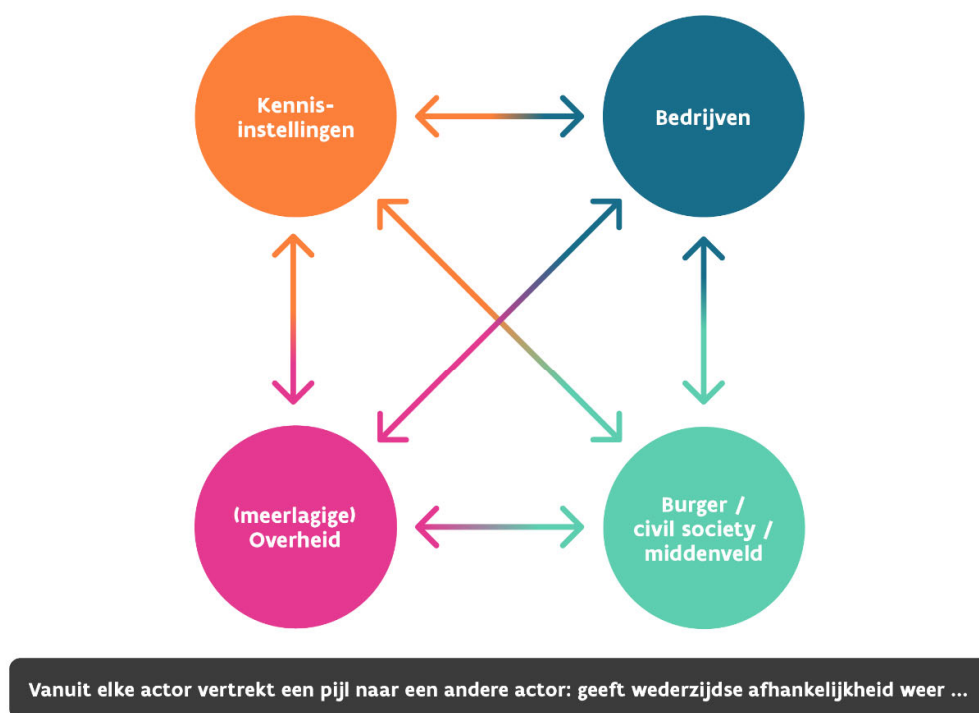 Kennis-
instellingen
Bedrijven
(meerlagige)
Overheid
Burger /
civil society /
middenveld
Vanuit elke actor vertrekt een pijl naar een andere actor: geeft wederzijdse afhankelijkheid weer ...